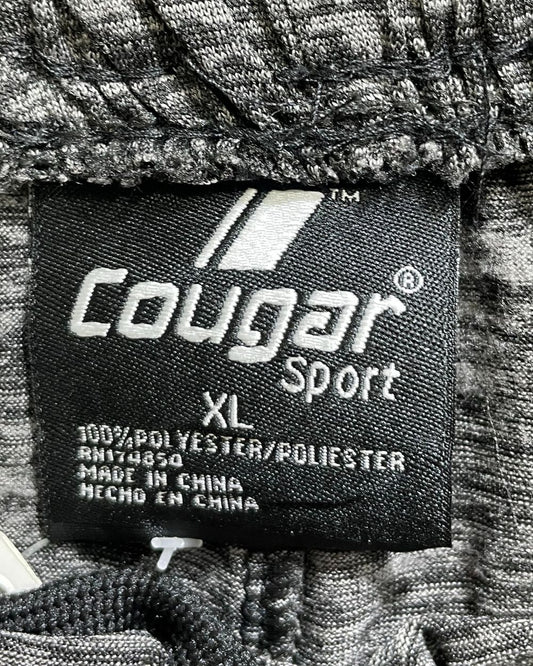 TM
Cougar®
Sport
XL
100%POLYESTER/POLIESTER
RN174850
MADE IN CHINA
HECHO EN CHINA